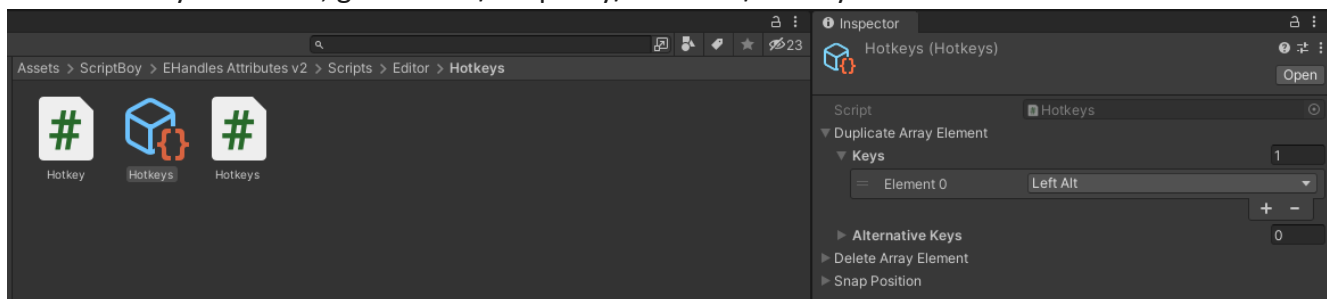 Inspector
23
Hotkeys (Hotkeys)
Assets > ScriptBoy > EHandles Attributes v2 > Scripts > Editor > Hotkeys
Open
Script
Hotkeys
Duplicate Array Element
Keys
1
Element 0
Left Alt
+ -
Alternative Keys
0
Delete Array Element
Snap Position
Hotkey
Hotkeys
Hotkeys